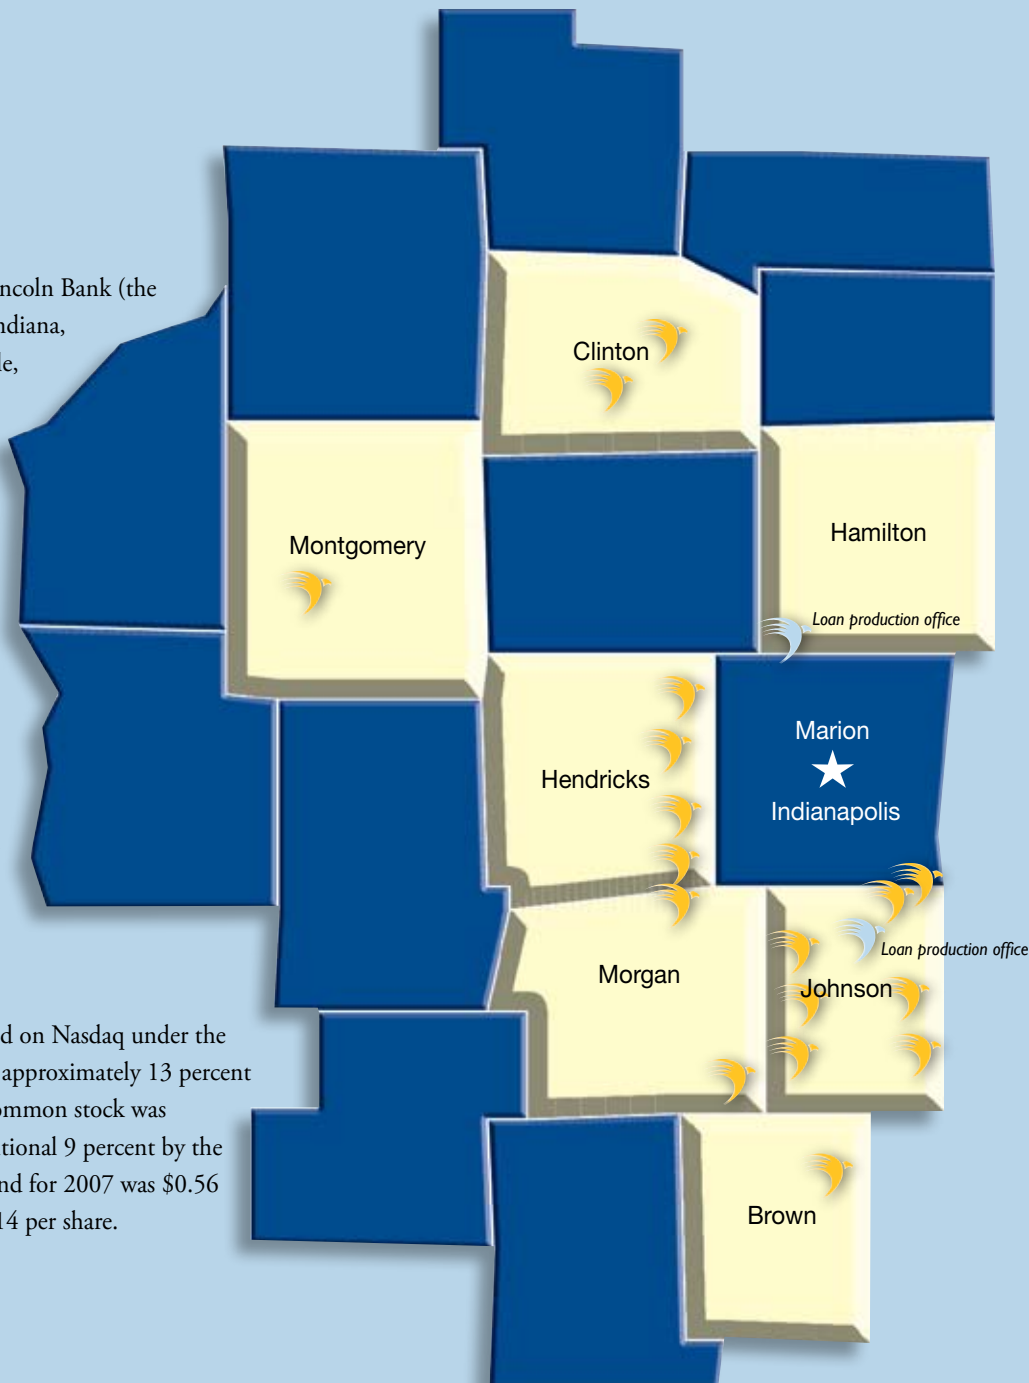 ncoln Bank (the
ndiana,
le,
Clinton
Montgomery
Hamilton
Loan production office
Marion
Hendricks
Indianapolis
Loan production office
Morgan
Johnson
d on Nasdaq under the
approximately 13 percent
ommon stock was
tional 9 percent by the
nd for 2007 was $0.56
14 per share.
Brown